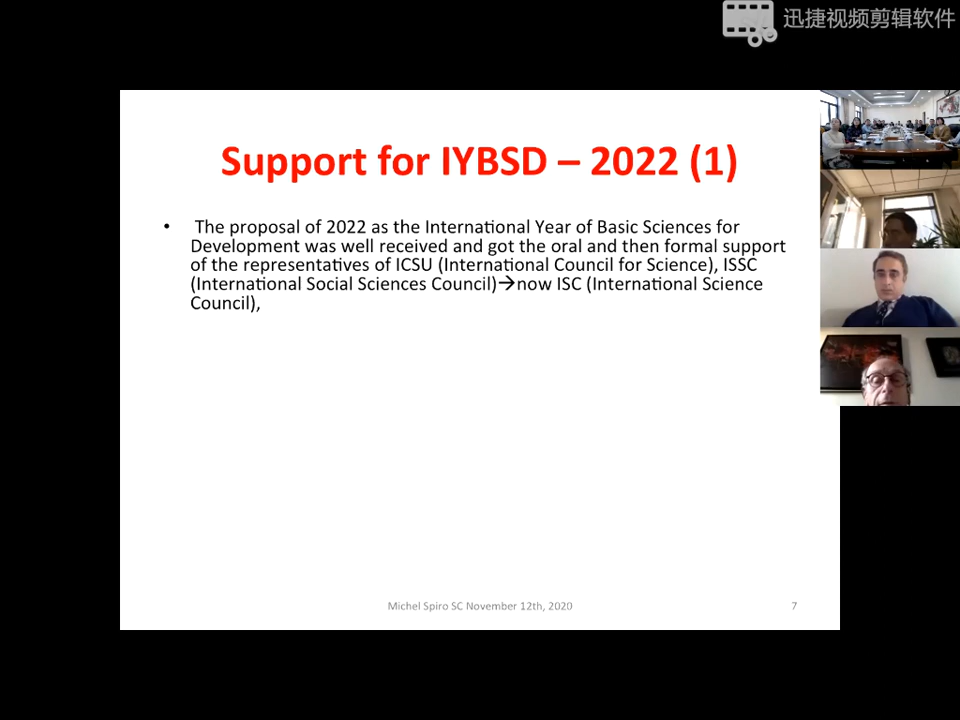 迅捷视频剪辑软件
Support for IYBSD – 2022 (1)
• The proposal of 2022 as the International Year of Basic Sciences for
Development was well received and got the oral and then formal support
of the representatives of ICSU (International Council for Science), ISSC
(International Social Sciences Council)→now ISC (International Science
Council),
Michel Spiro SC November 12th, 2020
7